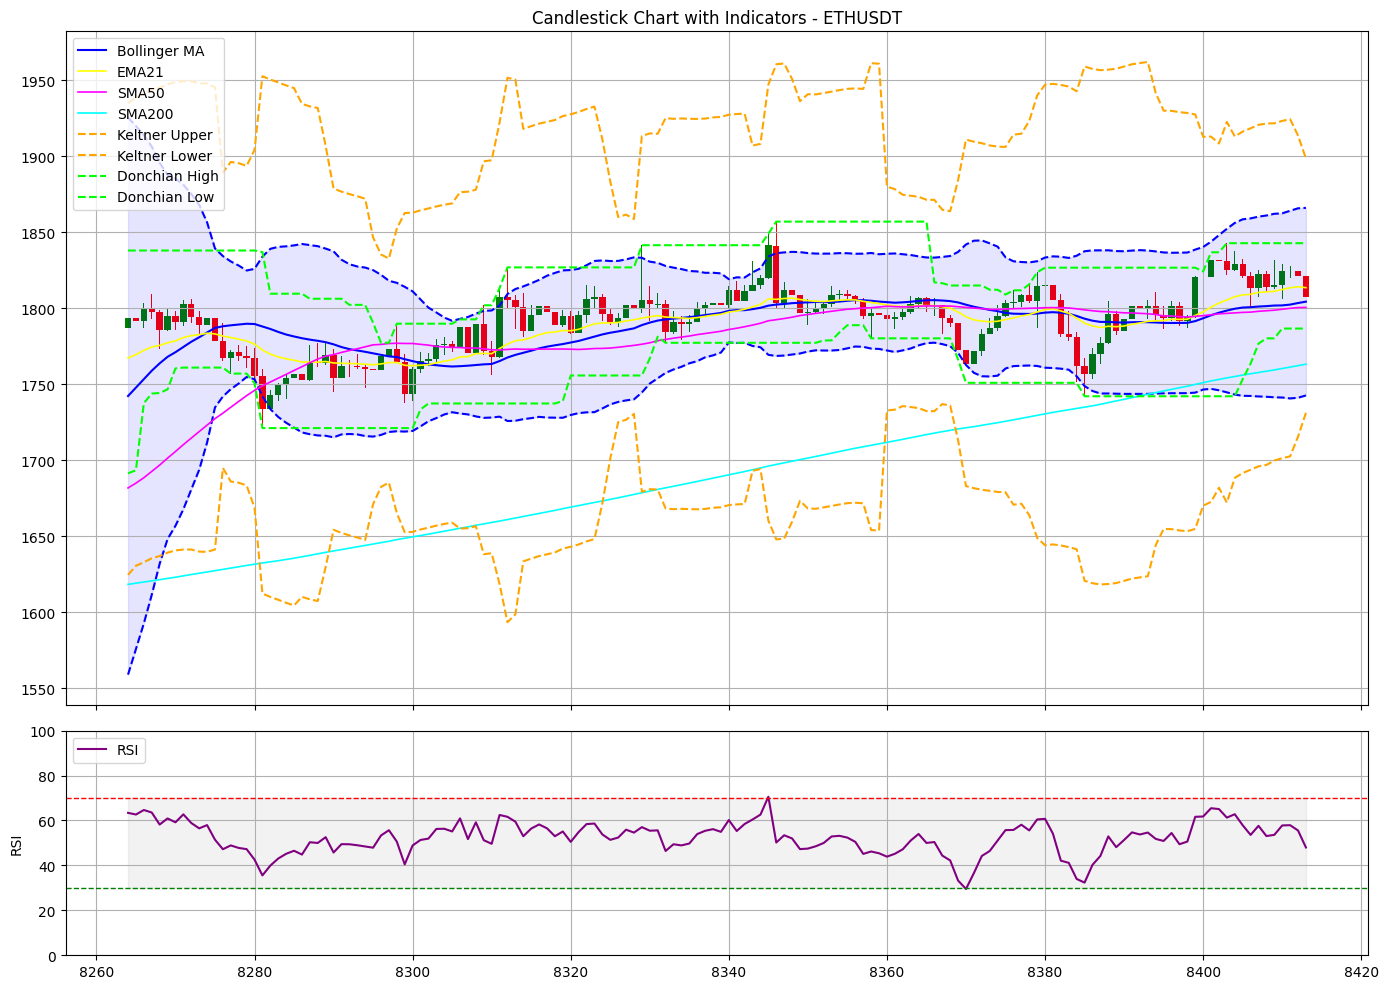 Candlestick Chart with Indicators - ETHUSDT
Bollinger MA
EMA21
SMA50
SMA200
Keltner Upper
Keltner Lower
Donchian High
Donchian Low
1950
1900
1850
1800
1750
1700
1650
1600
1550
RSI
RSI
100
80
60
40
20
0
8260 8280 8300 8320 8340 8360 8380 8400 8420